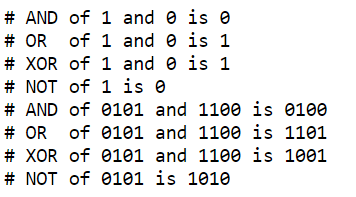 # AND of 1 and 0 is 0
# OR  of 1 and 0 is 1
# XOR of 1 and 0 is 1
# NOT of 1 is 0
# AND of 0101 and 1100 is 0100
# OR  of 0101 and 1100 is 1101
# XOR of 0101 and 1100 is 1001
# NOT of 0101 is 1010